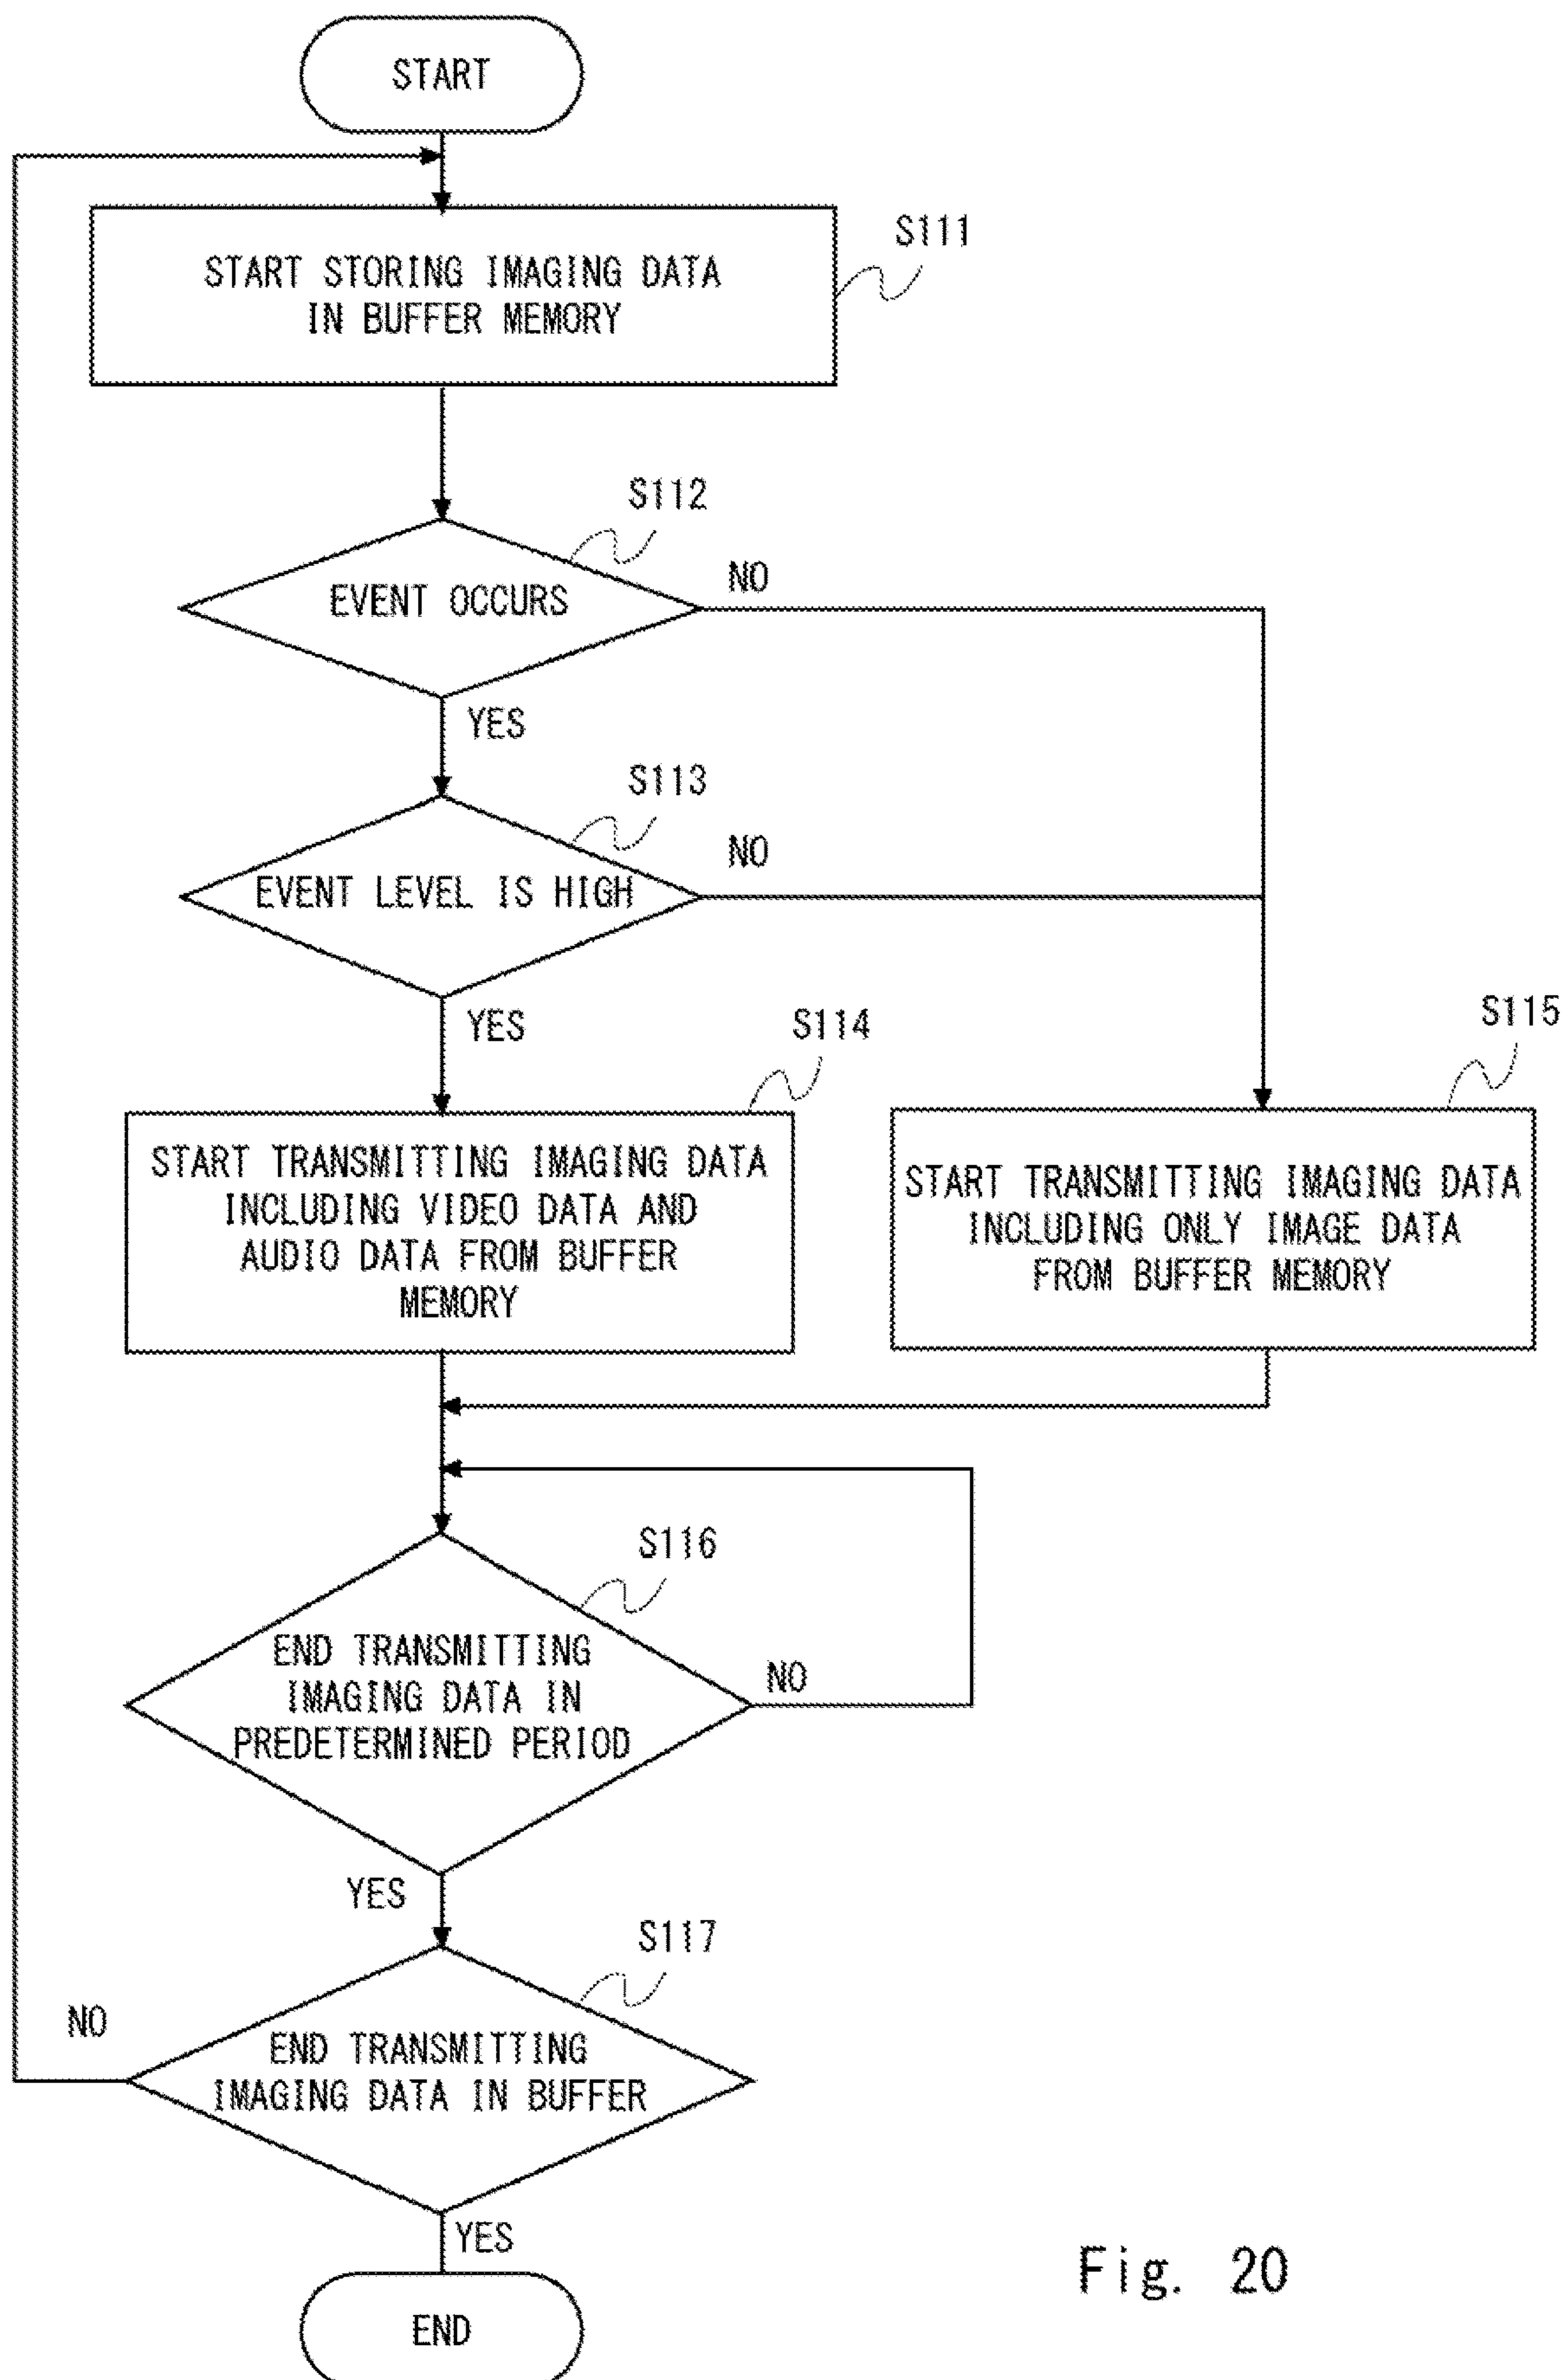 START
S111
START STORING IMAGING DATA
IN BUFFER MEMORY
S112
EVENT OCCURS
NO
YES
S113
EVENT LEVEL IS HIGH
NO
YES
S114
START TRANSMITTING IMAGING DATA
INCLUDING VIDEO DATA AND
AUDIO DATA FROM BUFFER
MEMORY
S115
START TRANSMITTING IMAGING DATA
INCLUDING ONLY IMAGE DATA
FROM BUFFER MEMORY
S116
END TRANSMITTING
IMAGING DATA IN
PREDETERMINED PERIOD
NO
YES
S117
NO
END TRANSMITTING
IMAGING DATA IN BUFFER
YES
END
Fig. 20